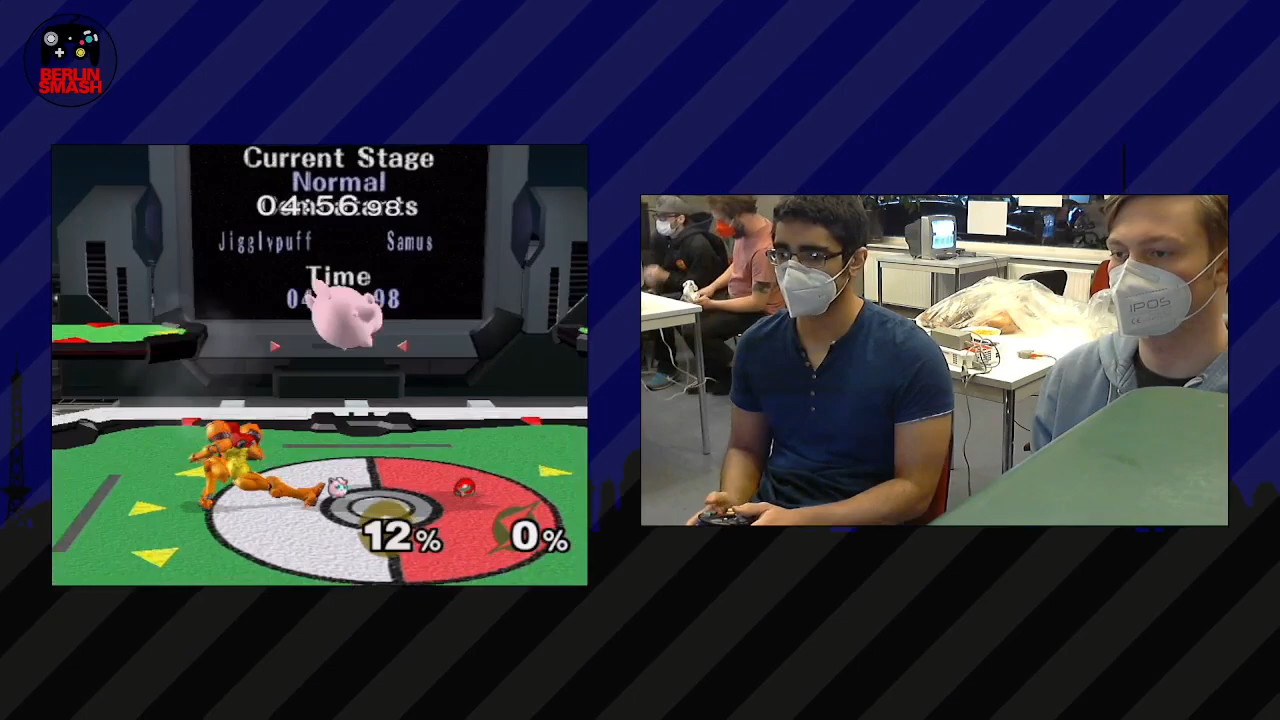 BERLIN
SMASH
Current Stage
Normal
04:56.98
Jigglypuff Samus
Time
12% 0%
IPOS